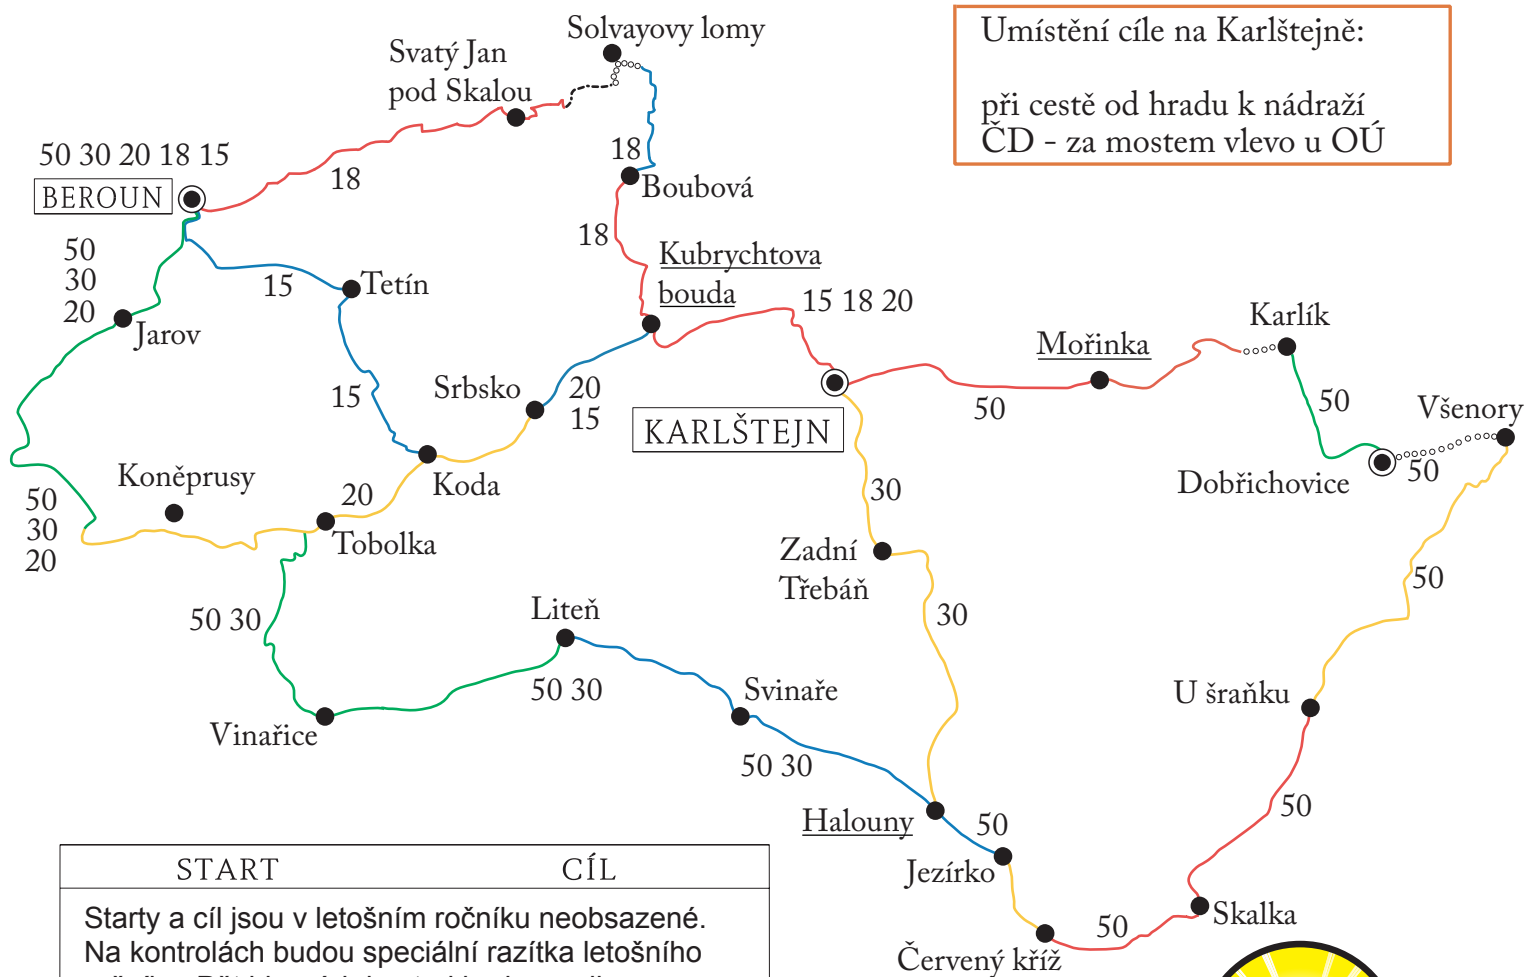 Solvayovy lomy
Svatý Jan
pod Skalou
Umístění cíle na Karlštejně:
při cestě od hradu k nádraží
ČD - za mostem vlevo u OÚ
50 30 20 18 15
BEROUN
18
18
Boubová
18
Kubrychtova
bouda
50
30
20
Jarov
15
Tetín
15 18 20
Karlík
Mořinka
15
Srbsko
20
15
KARLŠTEJN
50
50
Všenory
Dobřichovice
50
Koněprusy
Koda
20
Tobolka
50
30
20
30
Zadní
Třebáň
50
50 30
Liteň
30
50 30
Vinařice
Svinaře
50 30
U šraňku
50
Halouny
50
Jezírko
Skalka
50
Červený kříž
START CÍL
Starty a cíl jsou v letošním ročníku neobsazené.
Na kontrolách budou speciální razítka letošního